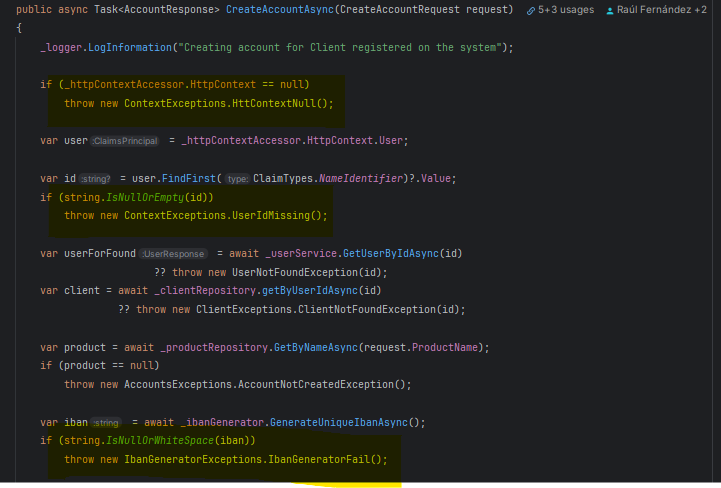 public async Task<AccountResponse> CreateAccountAsync(CreateAccountRequest request) 5+3 usages Raúl Fernández +2
{
_logger.LogInformation("Creating account for Client registered on the system");
if (_httpContextAccessor.HttpContext == null)
throw new ContextExceptions.HttContextNull();
var user :ClaimsPrincipal = _httpContextAccessor.HttpContext.User;
var id :string? = user.FindFirst( type: ClaimTypes.NameIdentifier)?.Value;
if (string.IsNullOrEmpty(id))
throw new ContextExceptions.UserIdMissing();
var userForFound :UserResponse = await _userService.GetUserByIdAsync(id)
?? throw new UserNotFoundException(id);
var client = await _clientRepository.getByUserIdAsync(id)
?? throw new ClientExceptions.ClientNotFoundException(id);
var product = await _productRepository.GetByNameAsync(request.ProductName);
if (product == null)
throw new AccountsExceptions.AccountNotCreatedException();
var iban :string = await _ibanGenerator.GenerateUniqueIbanAsync();
if (string.IsNullOrWhiteSpace(iban))
throw new IbanGeneratorExceptions.IbanGeneratorFail();